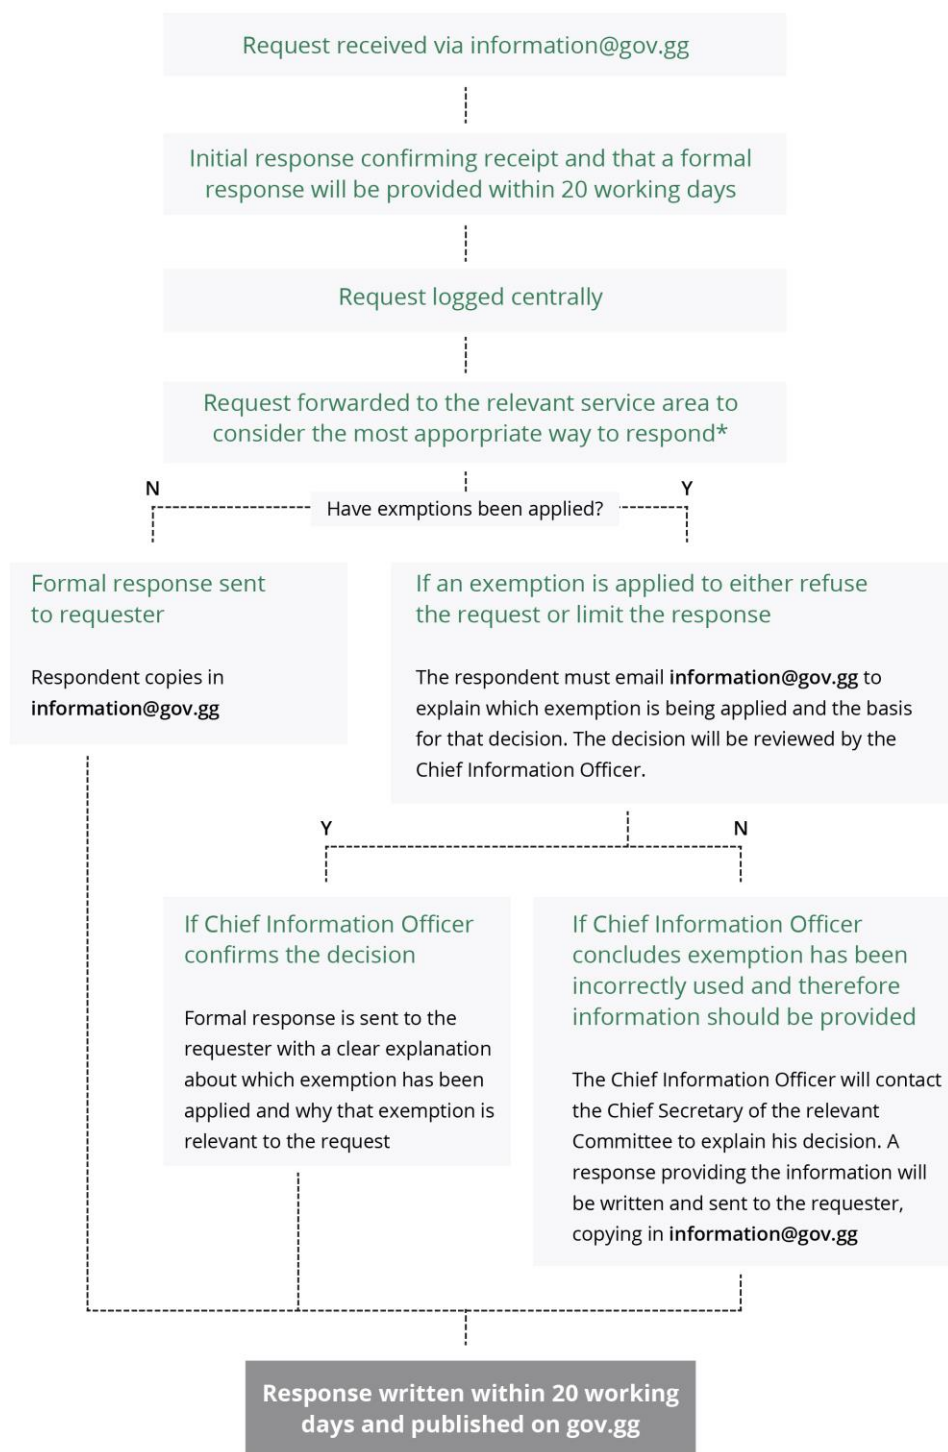 Request received via information@gov.gg
Initial response confirming receipt and that a formal
response will be provided within 20 working days
Request logged centrally
Request forwarded to the relevant service area to
consider the most apporpriate way to respond*
N
Y
Have exmptions been applied?
Formal response sent
to requester
Respondent copies in
information@gov.gg
If an exemption is applied to either refuse
the request or limit the response
The respondent must email information@gov.gg to
explain which exemption is being applied and the basis
for that decision. The decision will be reviewed by the
Chief Information Officer.
Y
N
If Chief Information Officer
confirms the decision
Formal response is sent to the
requester with a clear explanation
about which exemption has been
applied and why that exemption is
relevant to the request
If Chief Information Officer
concludes exemption has been
incorrectly used and therefore
information should be provided
The Chief Information Officer will contact
the Chief Secretary of the relevant
Committee to explain his decision. A
response providing the information will
be written and sent to the requester,
copying in information@gov.gg
Response written within 20 working
days and published on gov.gg